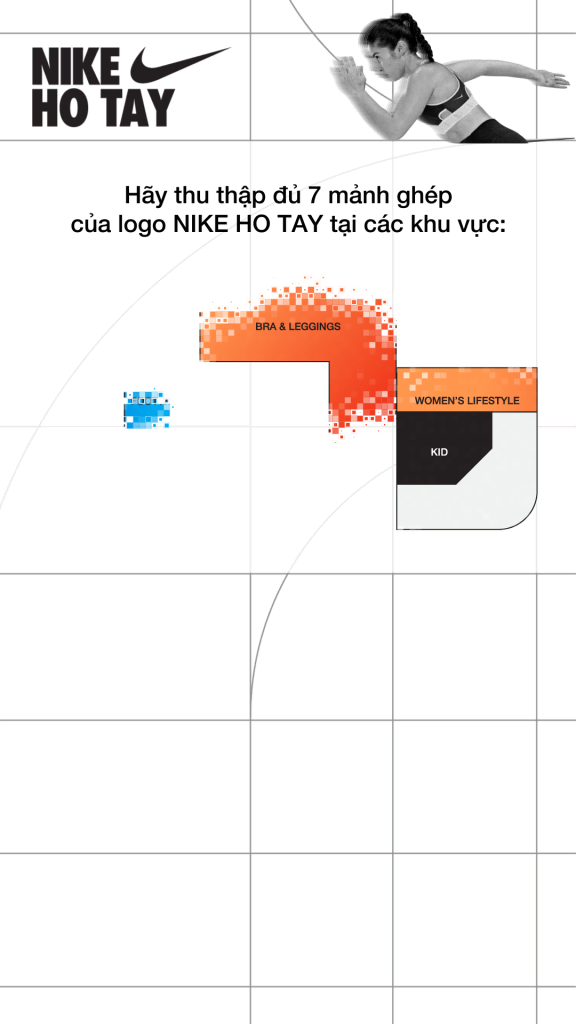 NIKE
HO TAY
Hãy thu thập đủ 7 mảnh ghép
của logo NIKE HO TAY tại các khu vực:
BRA & LEGGINGS
WOMEN'S LIFESTYLE
KID